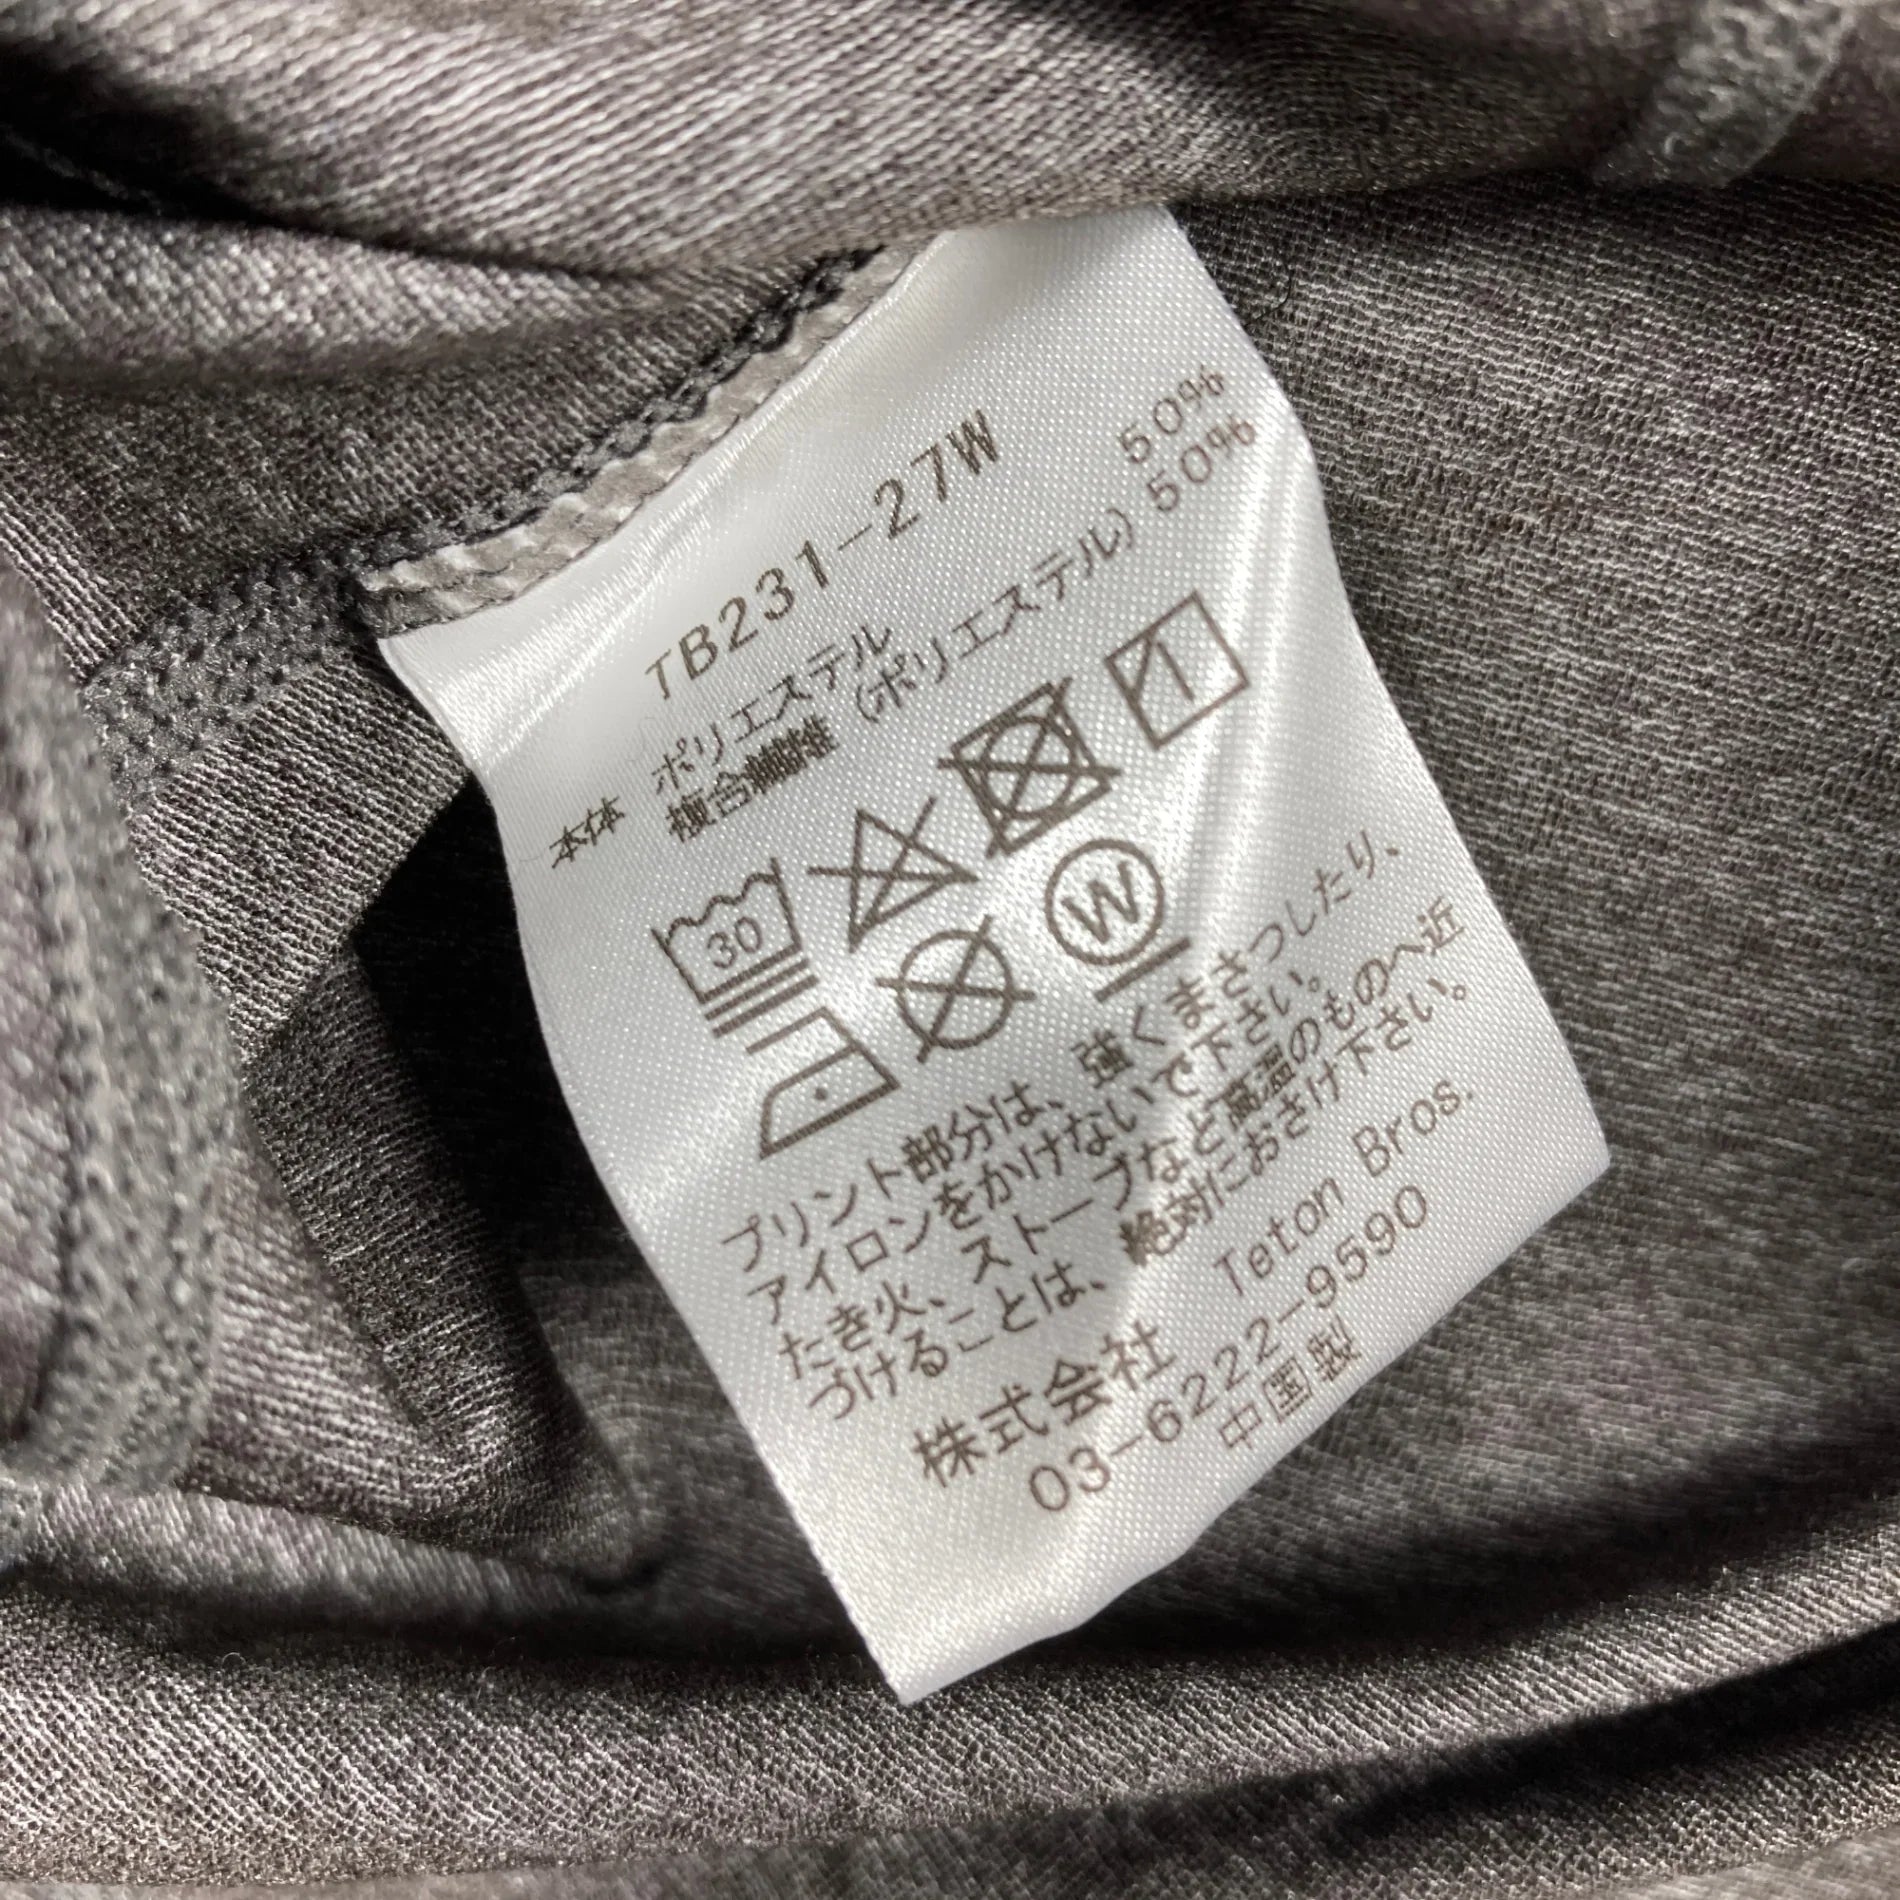 TB231-27W
本体 ポリエステル 50%
複合繊維(ポリエステル) 50%
30
W
プリント部分は、強くまさつしたり、
アイロンをかけないで下さい。
たき火、ストーブなど高温のものへ近
づけることは、絶対におさけ下さい。
株式会社 Teton Bros.
03-6222-9590
中国製